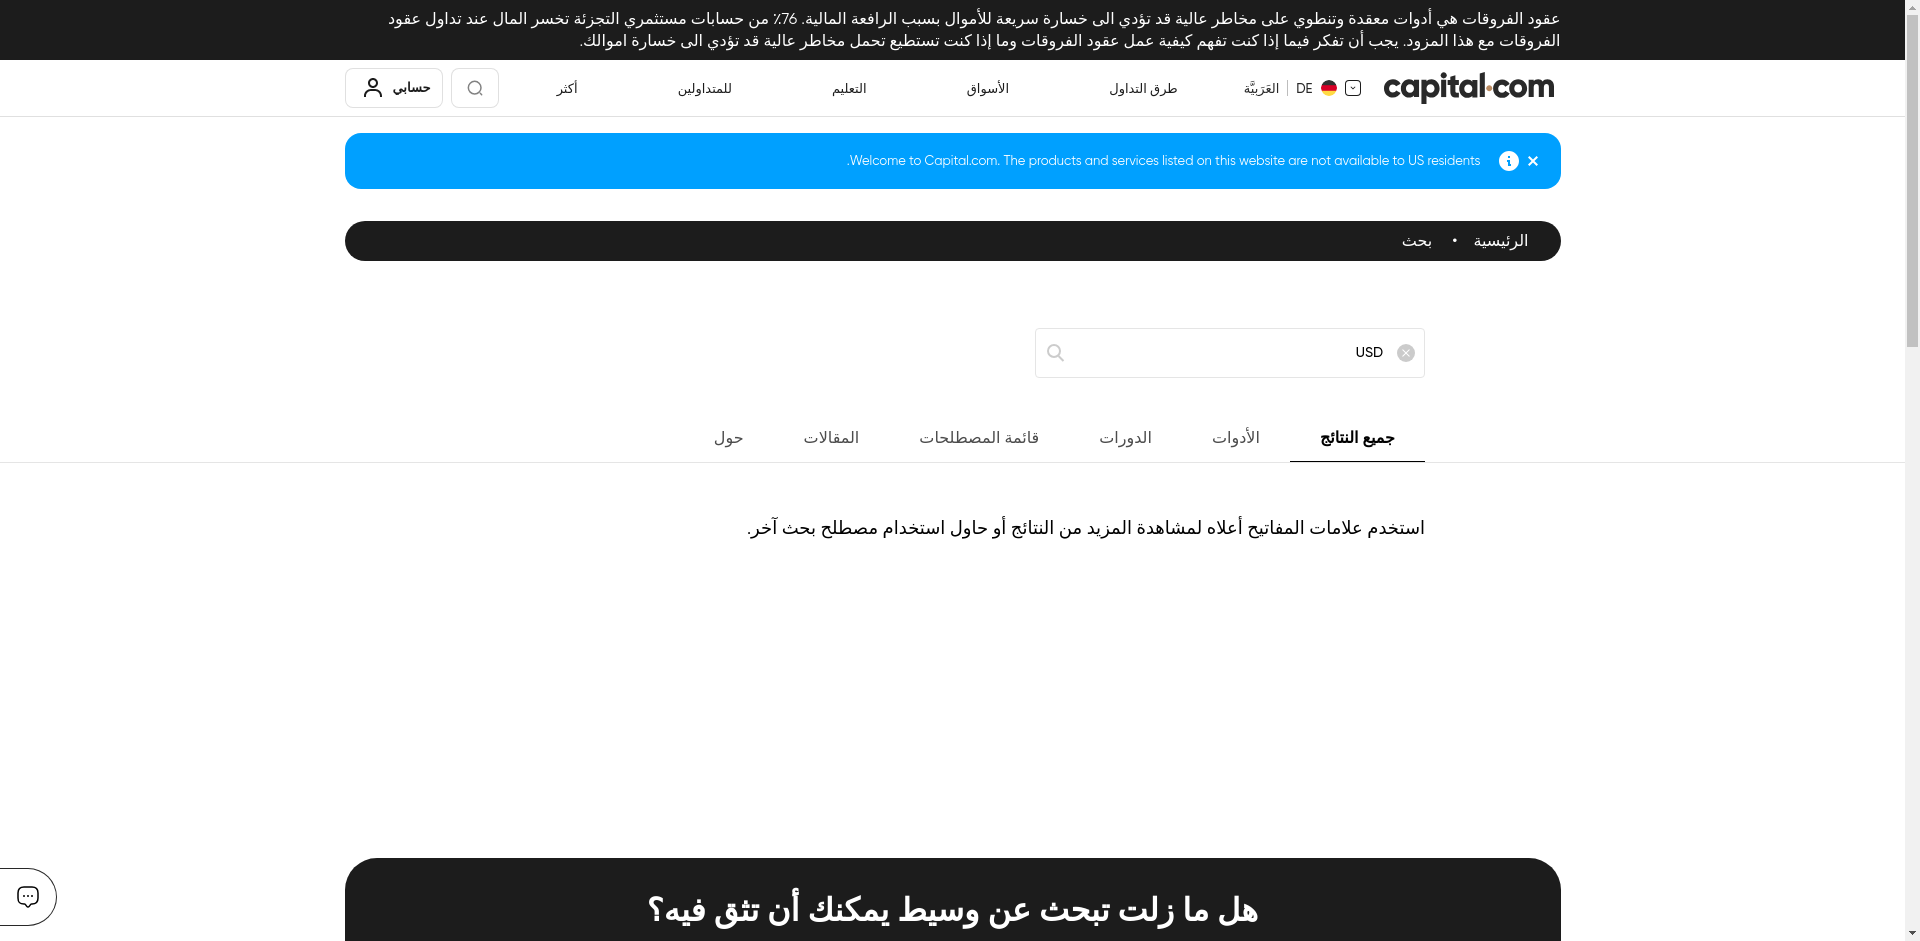 عقود الفروقات هي أدوات معقدة وتنطوي على مخاطر عالية قد تؤدي الى خسارة سريعة للأموال بسبب الرافعة المالية. 76٪ من حسابات مستثمري التجزئة تخسر المال عند تداول عقود
الفروقات مع هذا المزود. يجب أن تفكر فيما إذا كنت تفهم كيفية عمل عقود الفروقات وما إذا كنت تستطيع تحمل مخاطر عالية قد تؤدي الى خسارة اموالك.
capital.com
DE العَرَبِيَّة
طرق التداول
الأسواق
التعليم
للمتداولين
أكثر
حسابي
Welcome to Capital.com. The products and services listed on this website are not available to US residents.
الرئيسية • بحث
USD
جميع النتائج
الأدوات
الدورات
قائمة المصطلحات
المقالات
حول
استخدم علامات المفاتيح أعلاه لمشاهدة المزيد من النتائج أو حاول استخدام مصطلح بحث آخر.
هل ما زلت تبحث عن وسيط يمكنك أن تثق فيه؟